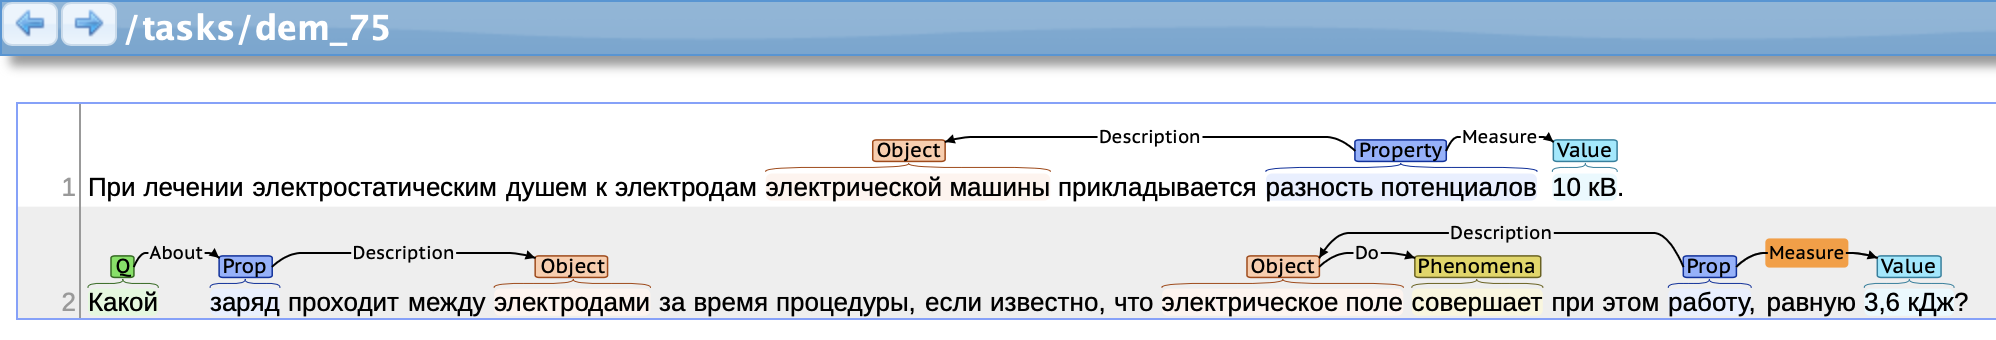 /tasks/dem_75
Object Description Property Measure Value
1 При лечении электростатическим душем к электродам электрической машины прикладывается разность потенциалов 10 кВ.
Description
Q About Prop Description Object Object Do Phenomena Prop Measure Value
2 Какой заряд проходит между электродами за время процедуры, если известно, что электрическое поле совершает при этом работу, равную 3,6 кДж?